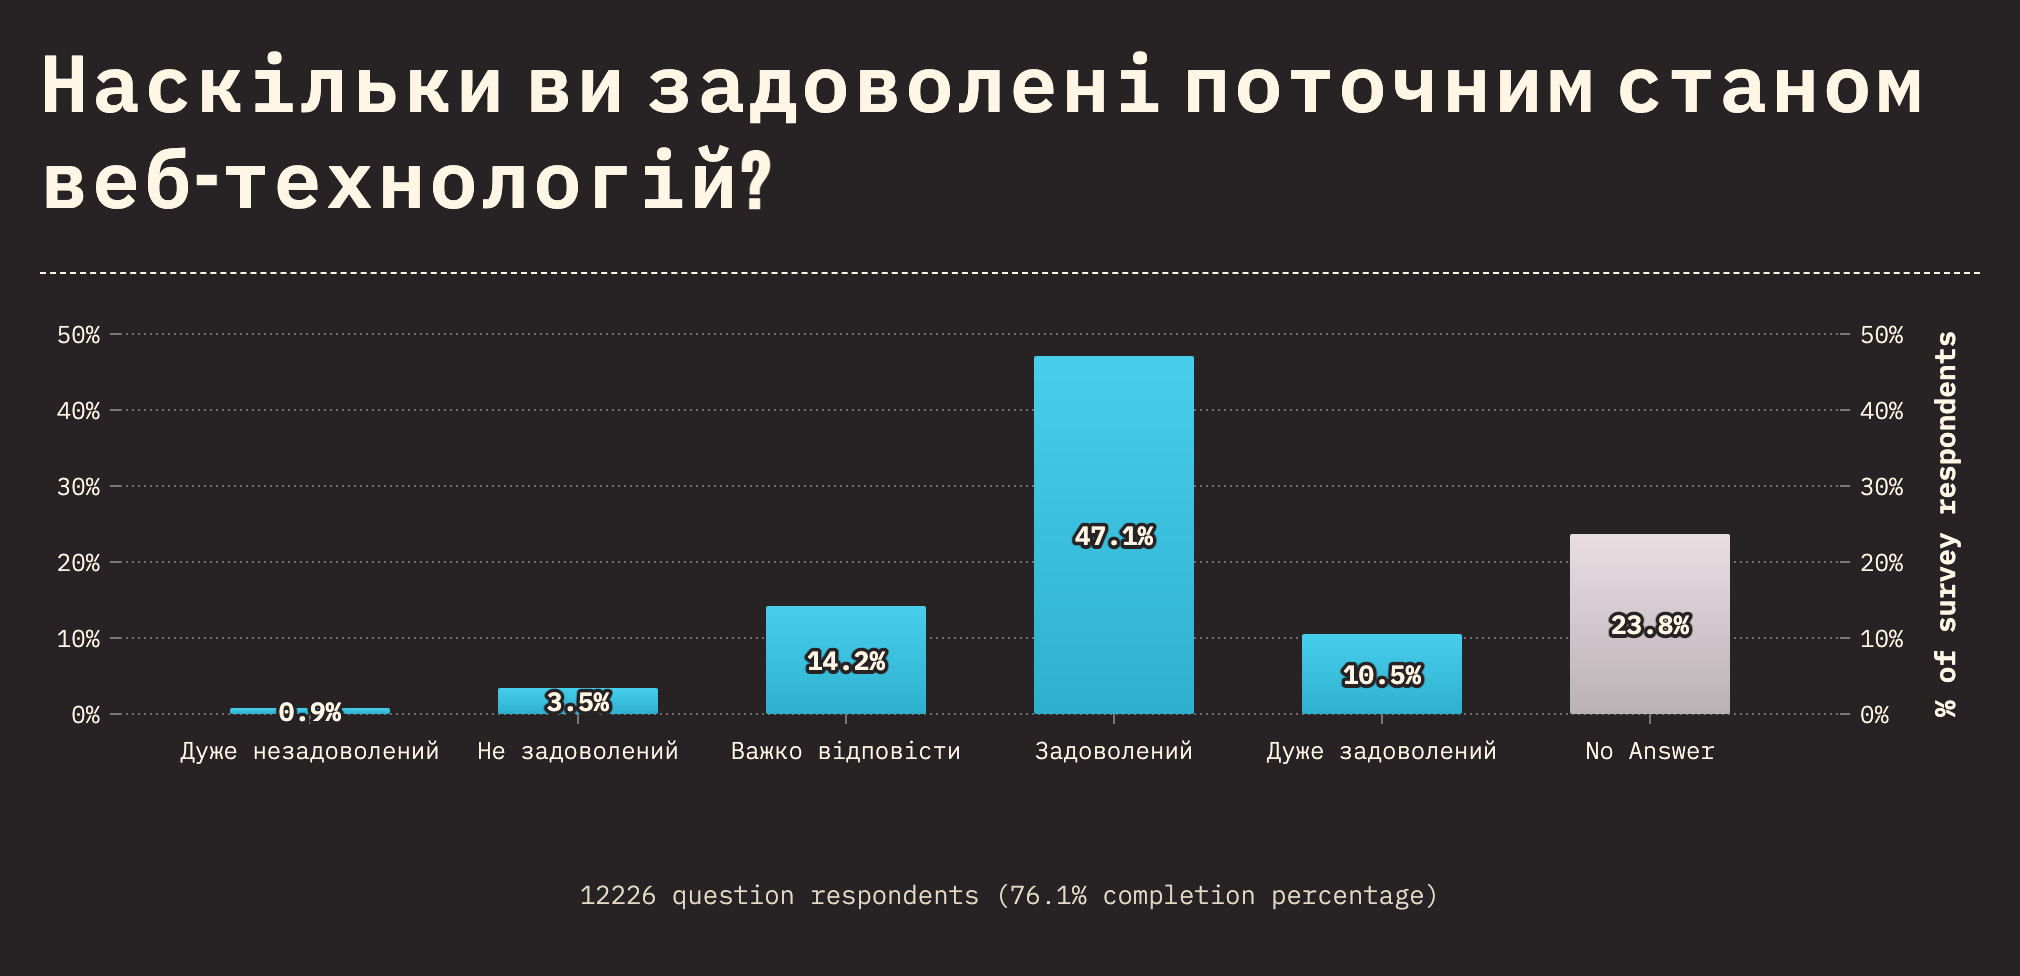 Наскільки ви задоволені поточним станом
веб-технологій?
50%
40%
30%
20%
10%
0%
50%
40%
30%
20%
10%
0%
% of survey respondents
0.9%
3.5%
14.2%
47.1%
10.5%
23.8%
Дуже незадоволений
Не задоволений
Важко відповісти
Задоволений
Дуже задоволений
No Answer
12226 question respondents (76.1% completion percentage)